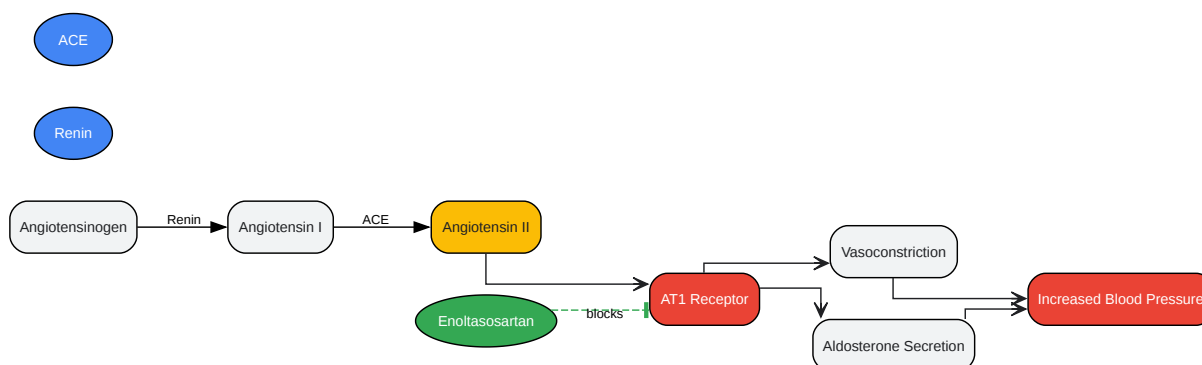 ACE
Renin
Angiotensinogen
Renin
Angiotensin I
ACE
Angiotensin II
Vasoconstriction
AT1 Receptor
Increased Blood Pressure
Enoltasosartan
blocks
Aldosterone Secretion